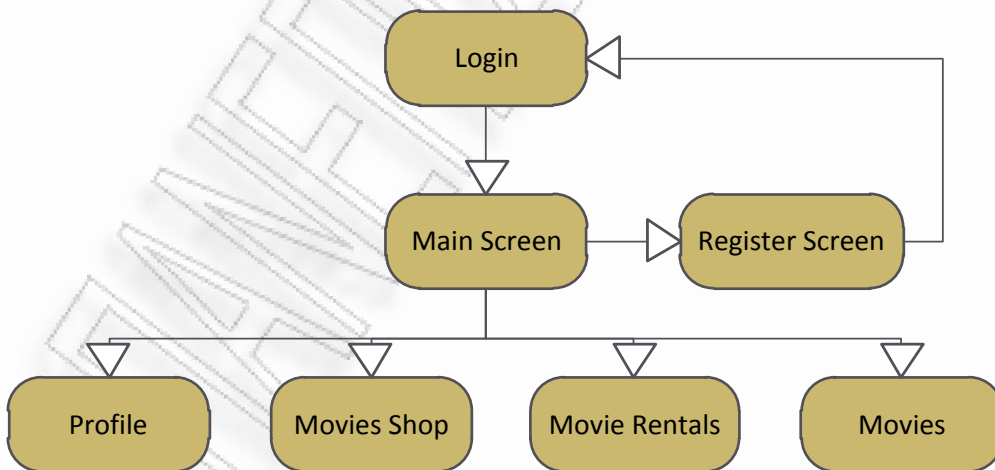 Login
Main Screen
Register Screen
Profile
Movies Shop
Movie Rentals
Movies